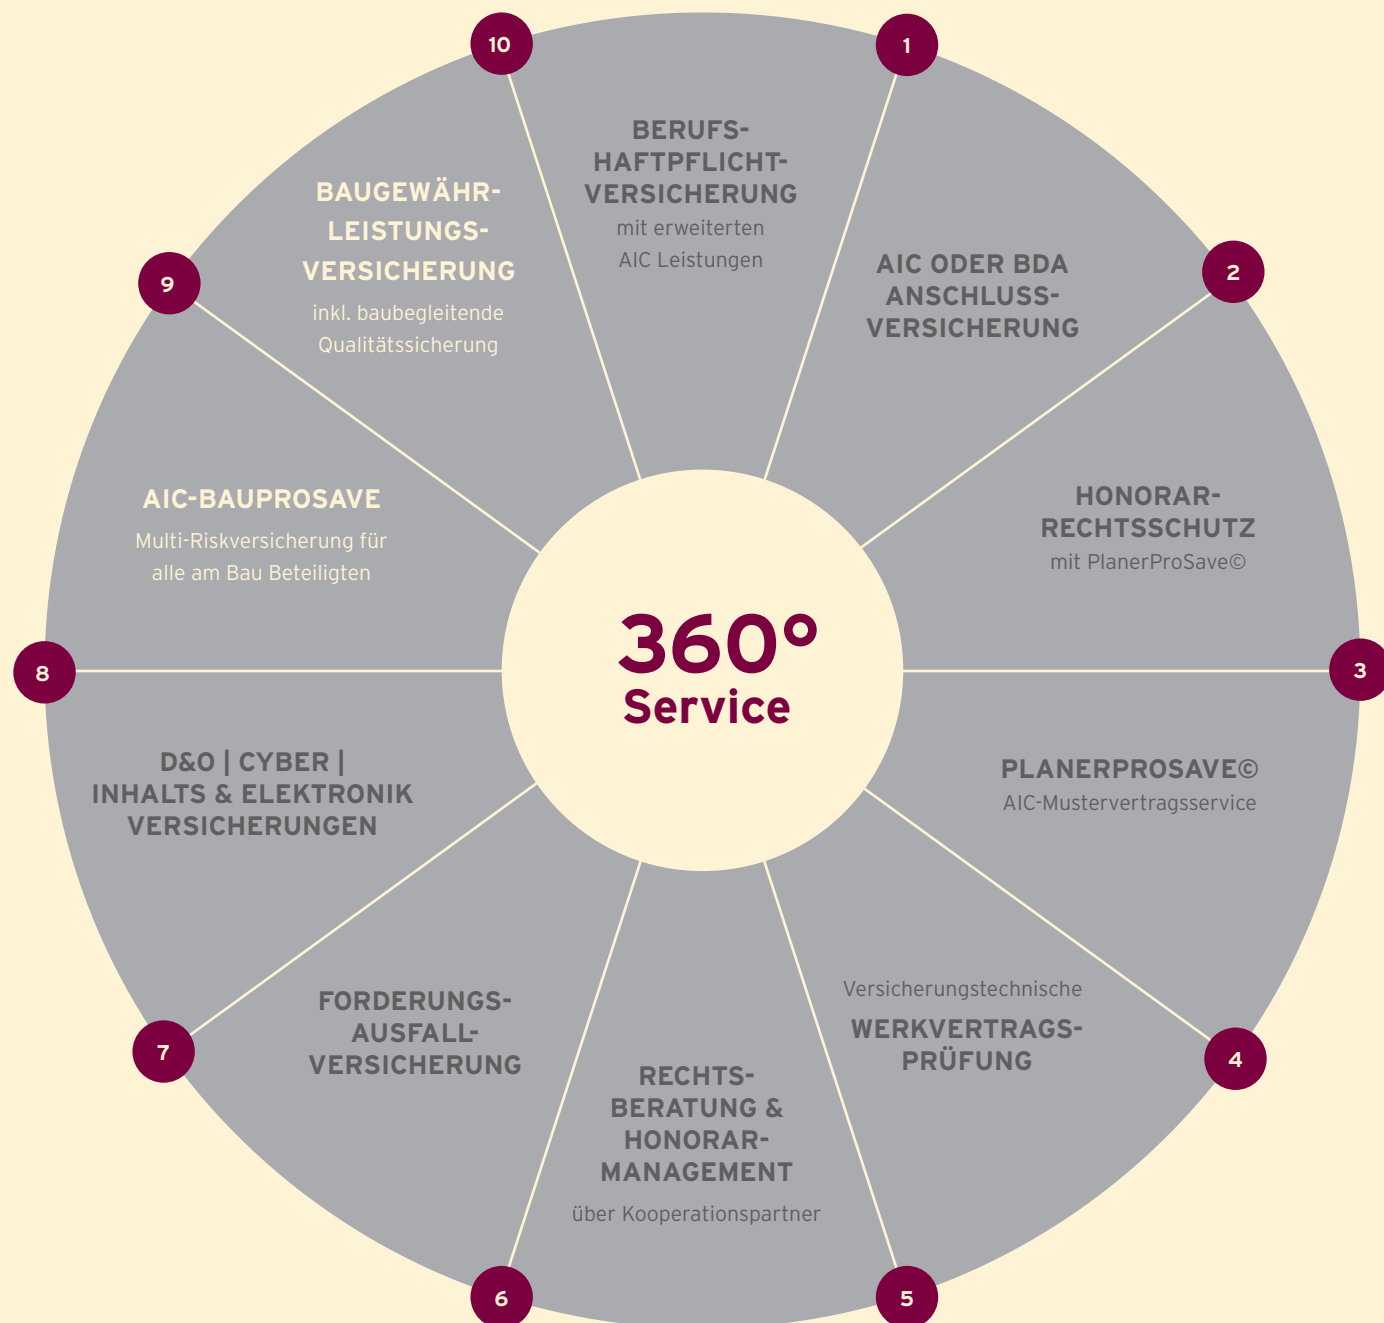 10
1
BERUFS-
HAFTPFLICHT-
VERSICHERUNG
mit erweiterten
AIC Leistungen
2
AIC ODER BDA
ANSCHLUSS-
VERSICHERUNG
3
HONORAR-
RECHTSSCHUTZ
mit PlanerProSave©
4
PLANERPROSAVE©
AIC-Mustervertragsservice
5
Versicherungstechnische
WERKVERTRAGS-
PRÜFUNG
6
RECHTS-
BERATUNG &
HONORAR-
MANAGEMENT
über Kooperationspartner
7
FORDERUNGS-
AUSFALL-
VERSICHERUNG
8
D&O | CYBER |
INHALTS & ELEKTRONIK
VERSICHERUNGEN
9
AIC-BAUPROSAVE
Multi-Riskversicherung für
alle am Bau Beteiligten
BAUGEWÄHR-
LEISTUNGS-
VERSICHERUNG
inkl. baubegleitende
Qualitätssicherung
360°
Service